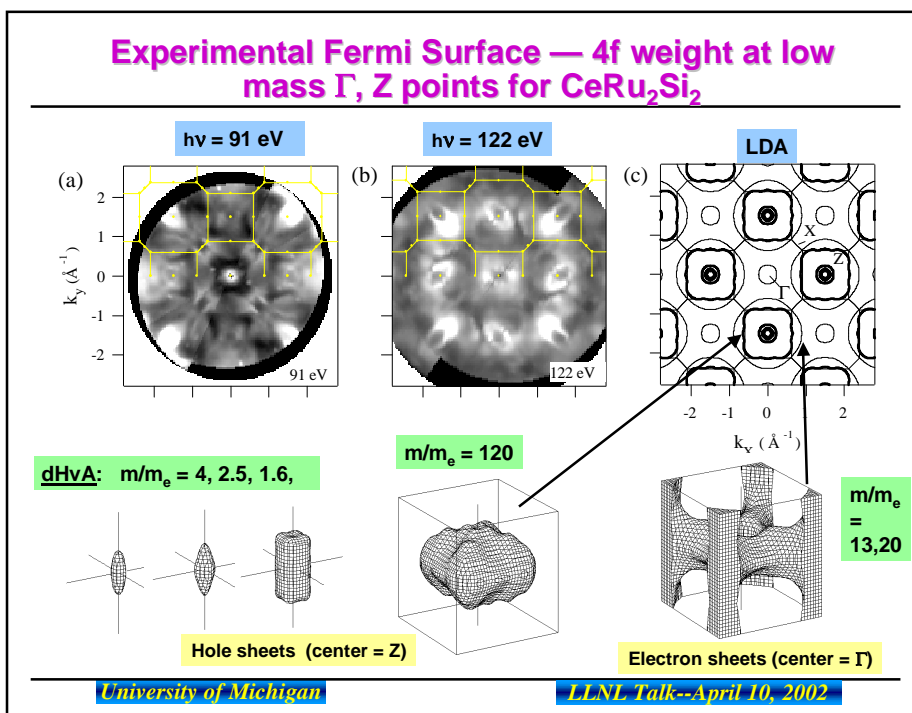 Experimental Fermi Surface — 4f weight at low
mass Γ, Z points for CeRu₂Si₂
hν = 91 eV
hν = 122 eV
LDA
(a)
(b)
(c)
2
1
0
-1
-2
k_y (Å⁻¹)
91 eV
122 eV
X
Z
Γ
-2 -1 0 1 2
k_x (Å⁻¹)
dHvA: m/mₑ = 4, 2.5, 1.6,
m/mₑ = 120
m/mₑ
=
13,20
Hole sheets (center = Z)
Electron sheets (center = Γ)
University of Michigan
LLNL Talk--April 10, 2002